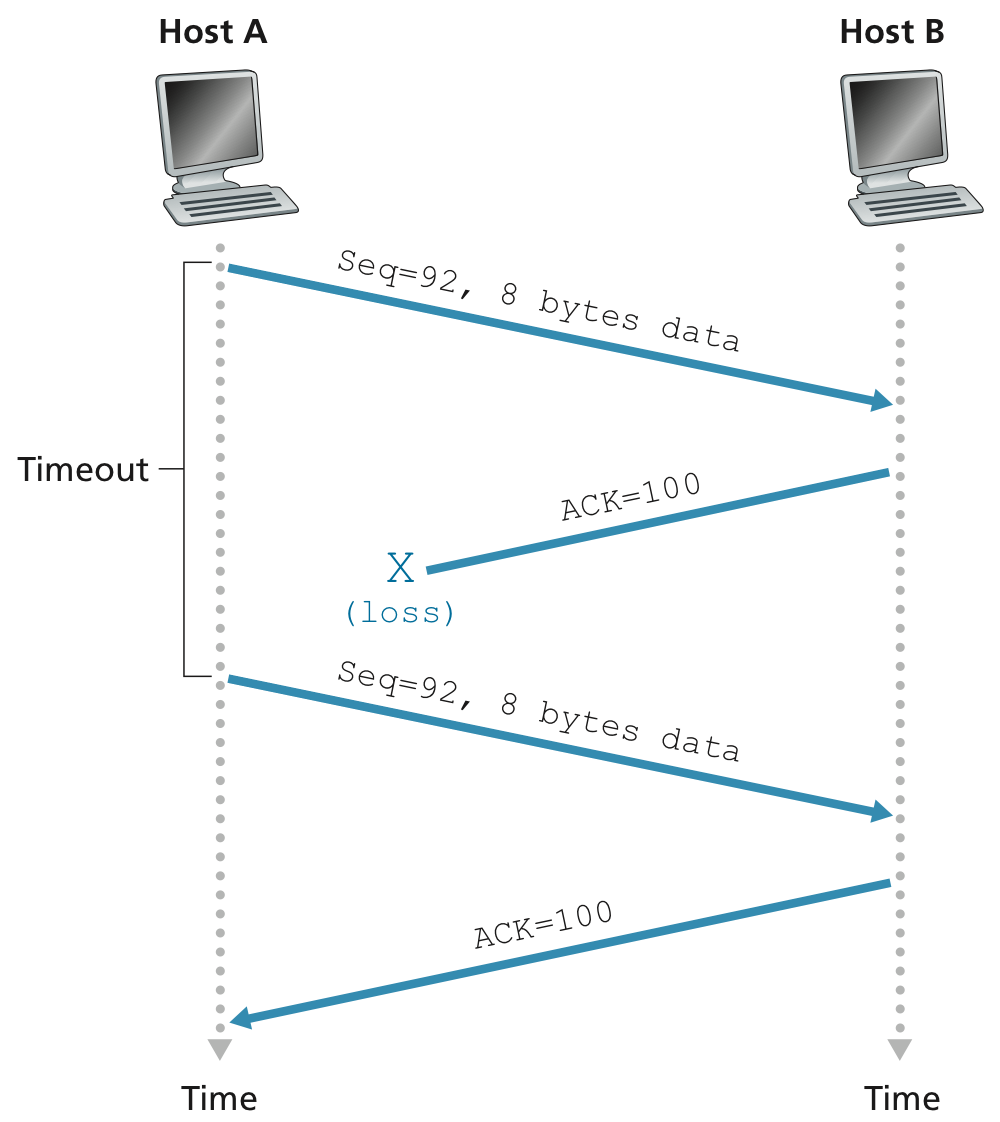 Host A
Host B
Seq=92, 8 bytes data
Timeout
ACK=100
X
(loss)
Seq=92, 8 bytes data
ACK=100
Time
Time